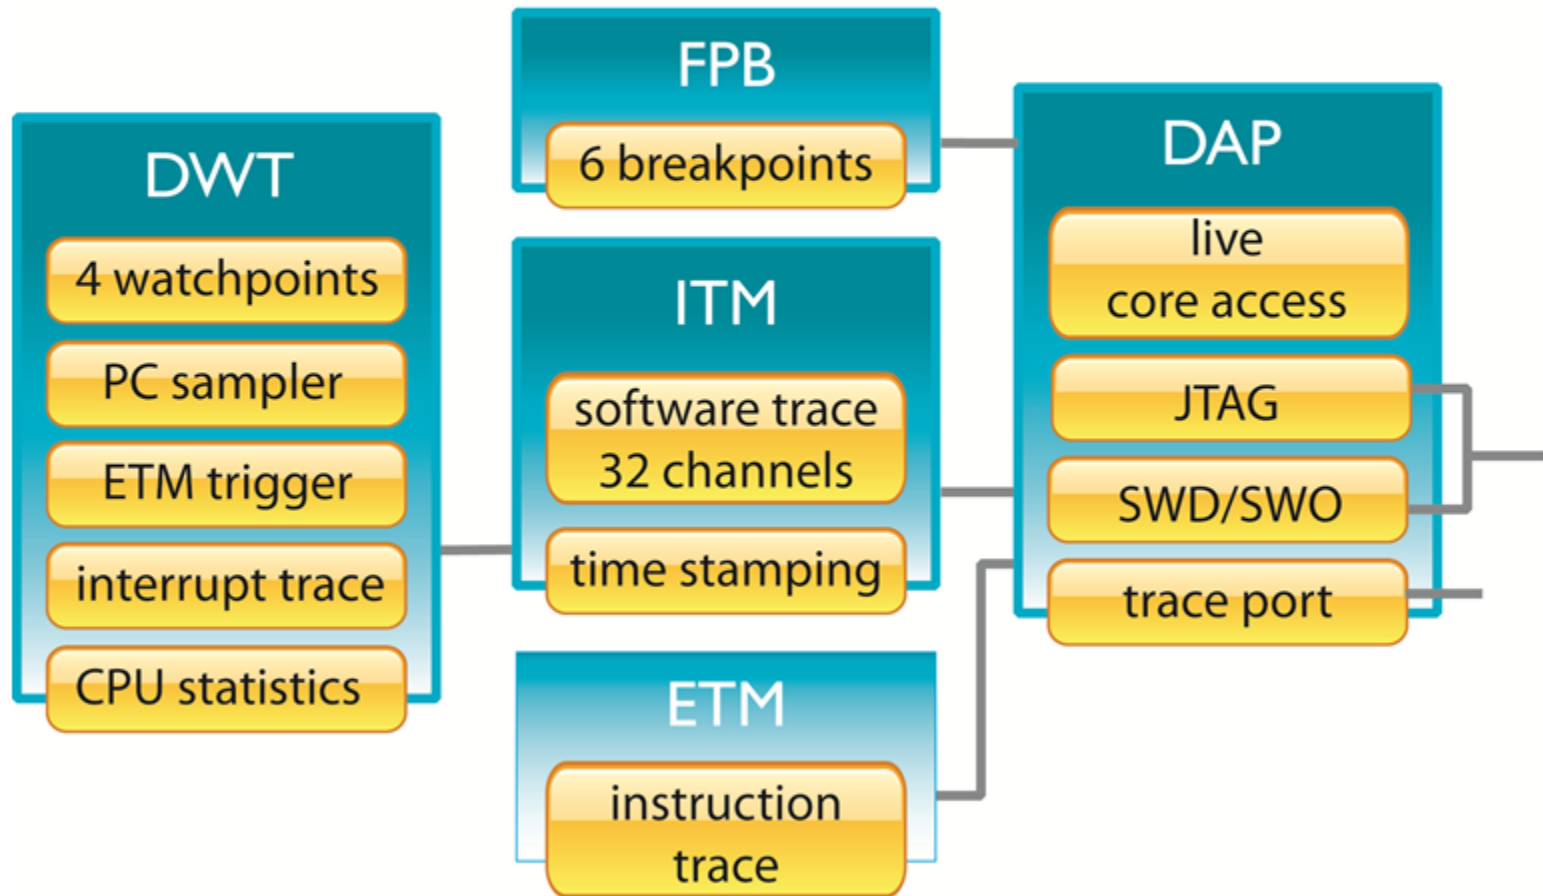 DWT
4 watchpoints
PC sampler
ETM trigger
interrupt trace
CPU statistics
FPB
6 breakpoints
ITM
software trace
32 channels
time stamping
ETM
instruction
trace
DAP
live
core access
JTAG
SWD/SWO
trace port